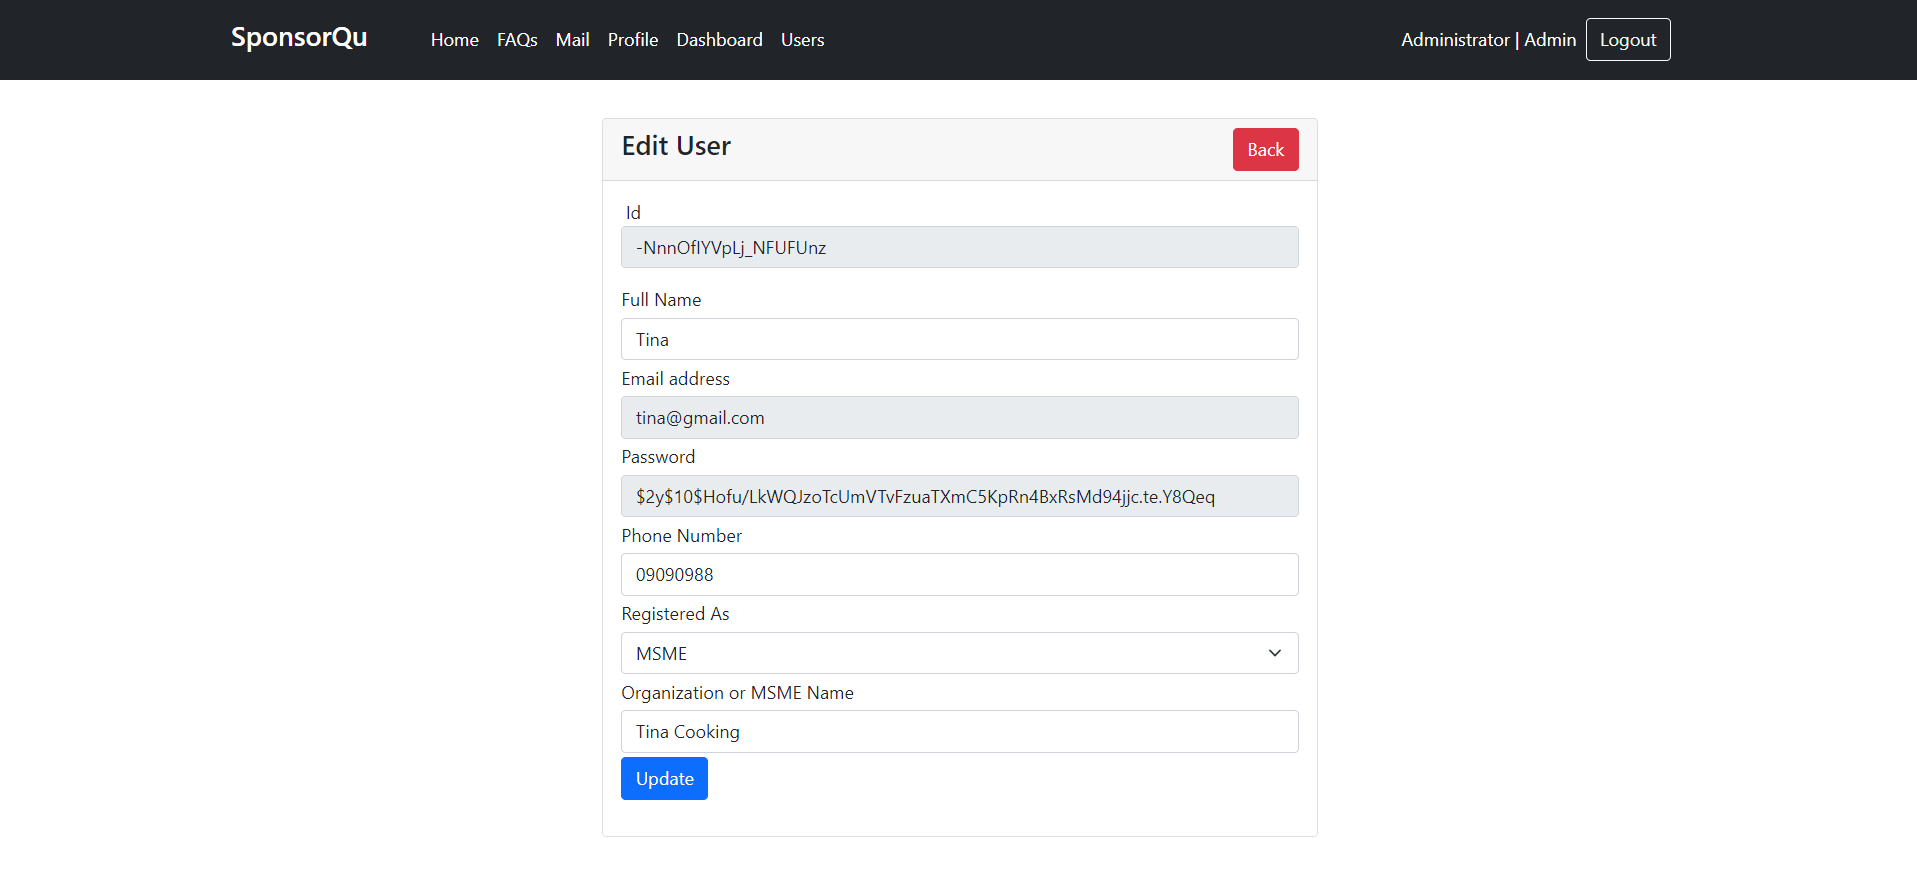 SponsorQu Home FAQs Mail Profile Dashboard Users Administrator | Admin Logout
Edit User Back
Id
-NnnOfIYVpLj_NFUFUnz
Full Name
Tina
Email address
tina@gmail.com
Password
$2y$10$Hofu/LkWQJzoTcUmVTvFzuaTXmC5KpRn4BxRsMd94jjc.te.Y8Qeq
Phone Number
09090988
Registered As
MSME
Organization or MSME Name
Tina Cooking
Update